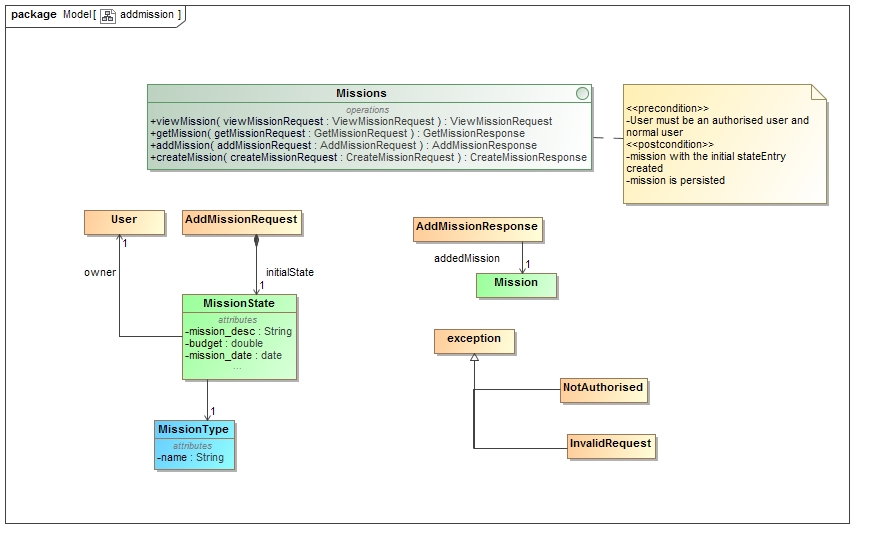 package Model[ addmission ]
Missions
operations
+viewMission( viewMissionRequest : ViewMissionRequest ) : ViewMissionRequest
+getMission( getMissionRequest : GetMissionRequest ) : GetMissionResponse
+addMission( addMissionRequest : AddMissionRequest ) : AddMissionResponse
+createMission( createMissionRequest : CreateMissionRequest ) : CreateMissionResponse
<<precondition>>
-User must be an authorised user and
normal user
<<postcondition>>
-mission with the initial stateEntry
created
-mission is persisted
User
AddMissionRequest
1
owner
initialState
1
MissionState
attributes
-mission_desc : String
-budget : double
-mission_date : date
...
1
MissionType
attributes
-name : String
AddMissionResponse
addedMission
1
Mission
exception
NotAuthorised
InvalidRequest